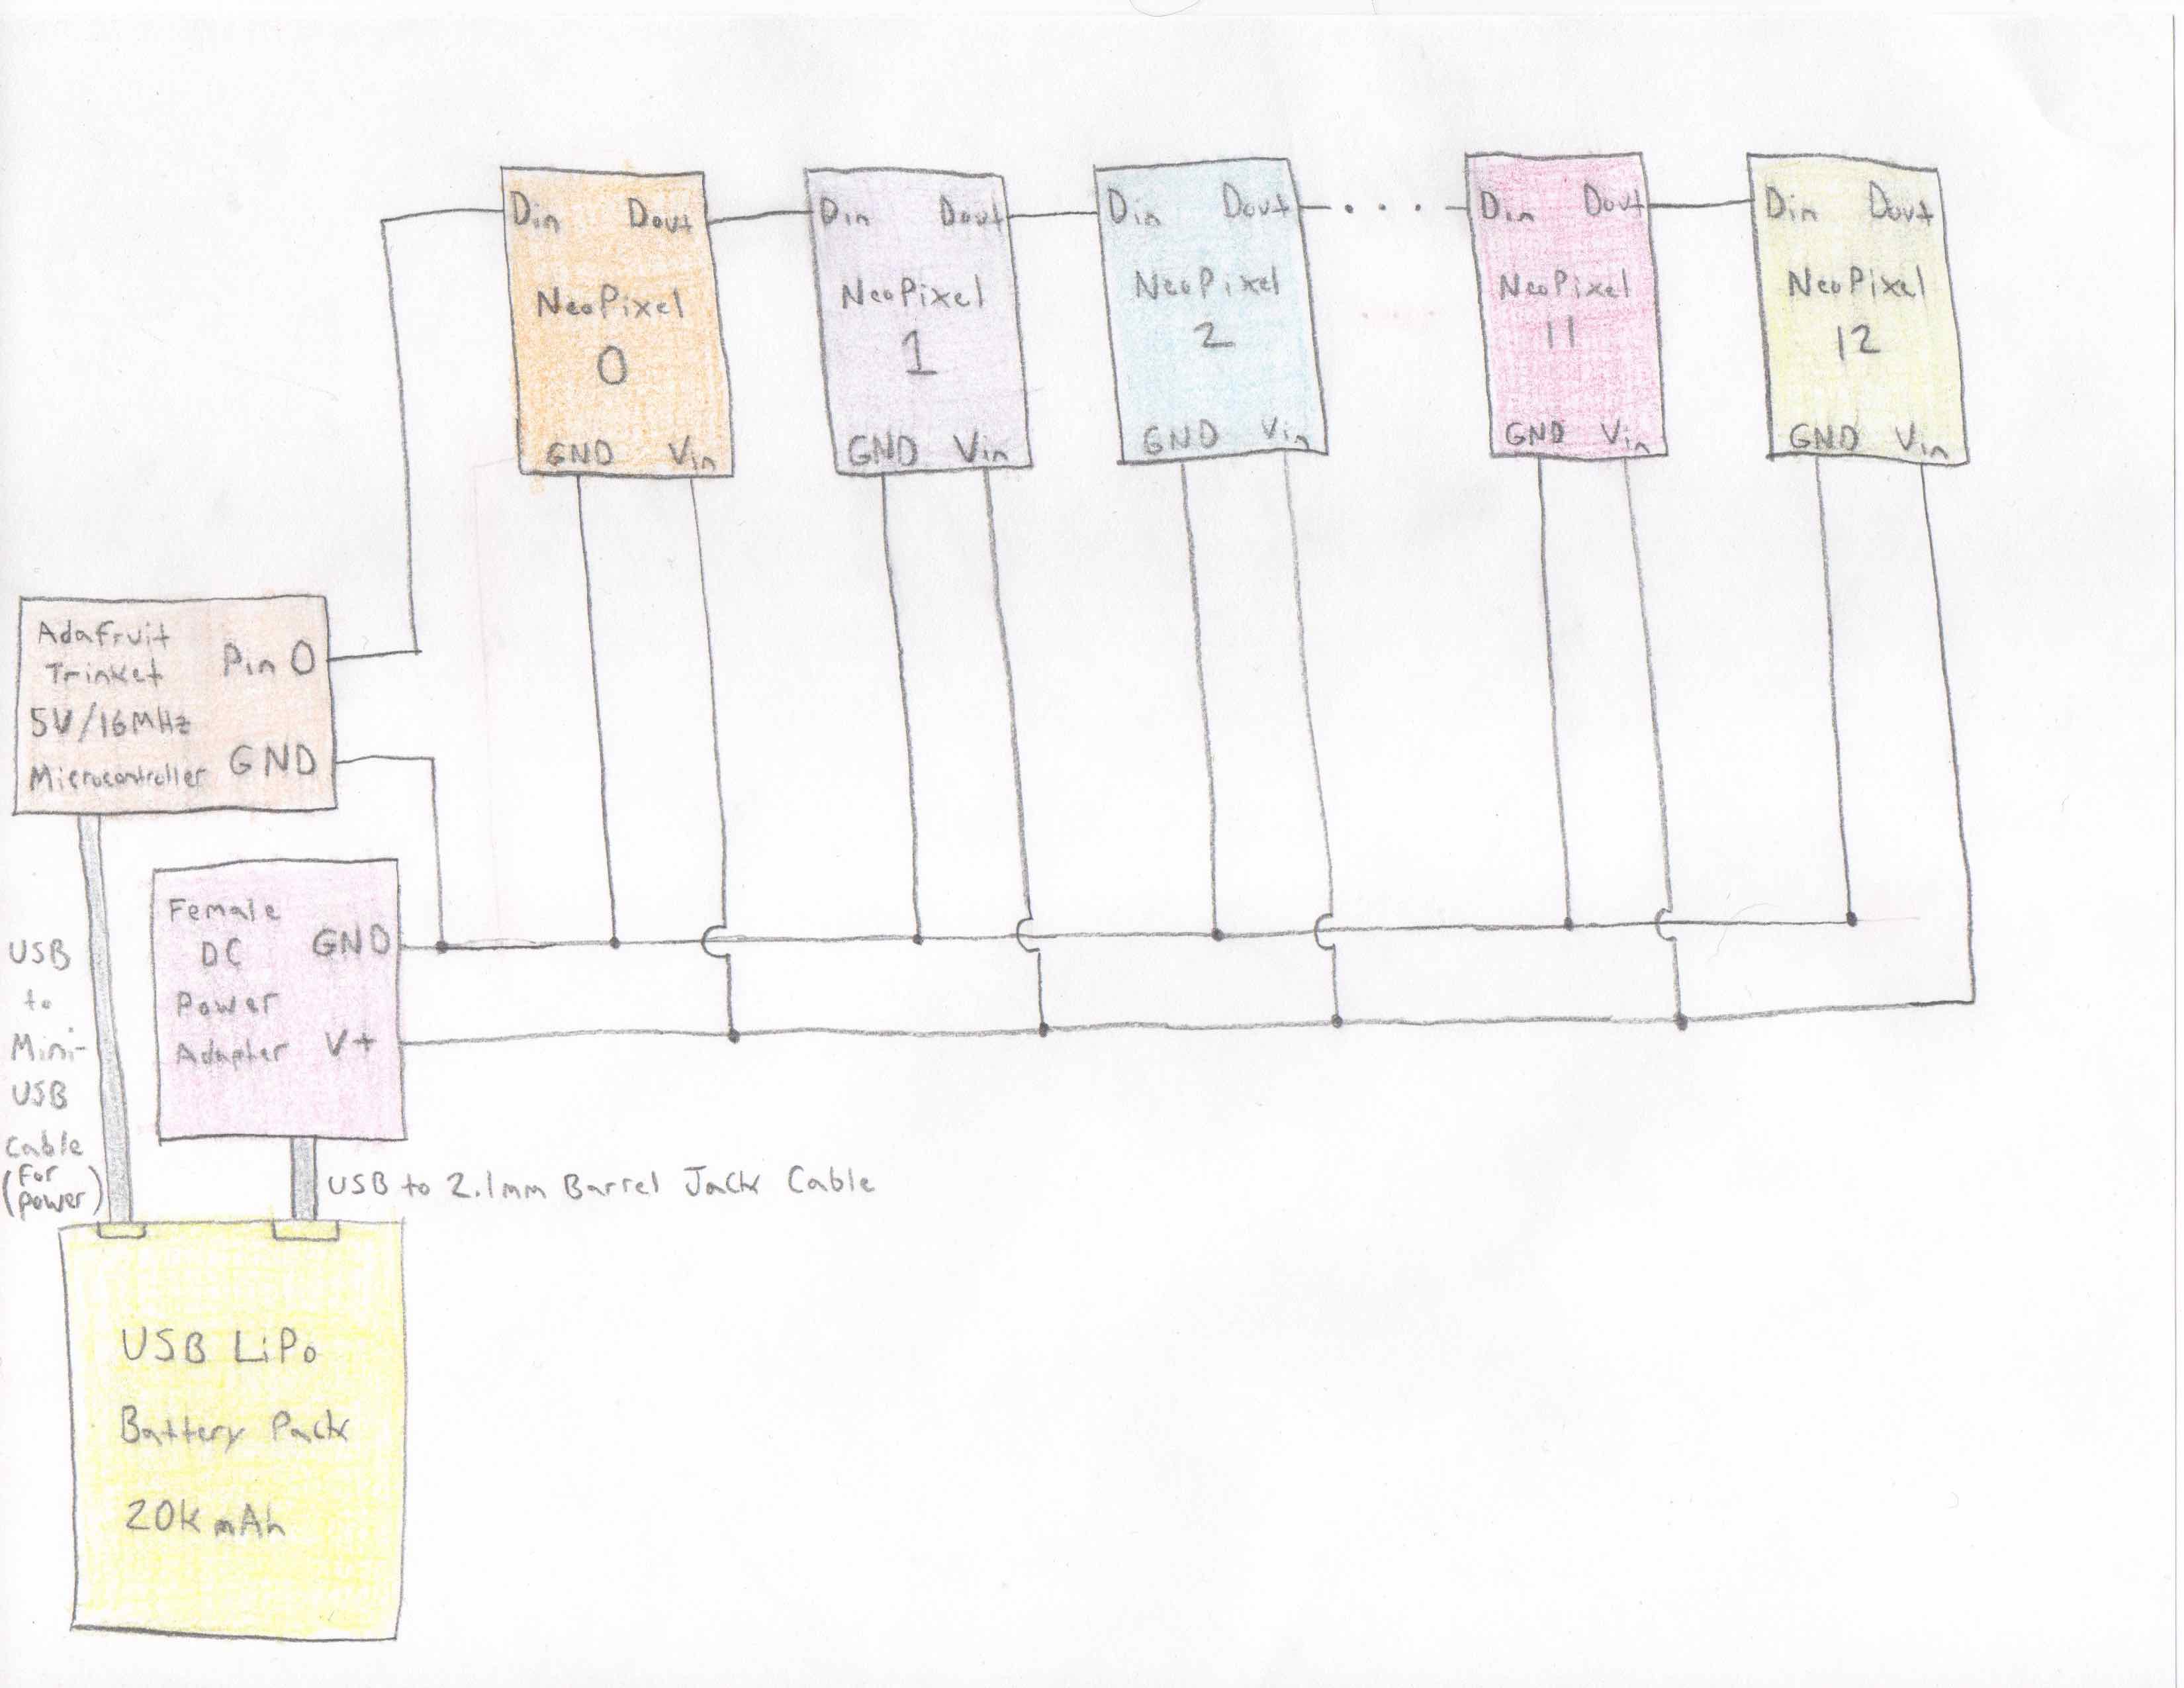 Din Dout
NeoPixel
0
GND Vin
Din Dout
NeoPixel
1
GND Vin
Din Dout
NeoPixel
2
GND Vin
Din Dout
NeoPixel
11
GND Vin
Din Dout
NeoPixel
12
GND Vin
Adafruit
Trinket
5V/16MHz
Microcontroller
Pin 0
GND
Female
DC
Power
Adapter
GND
V+
USB
to
Mini-
USB
Cable
(For
Power)
USB to 2.1mm Barrel Jack Cable
USB LiPo
Battery Pack
20k mAh